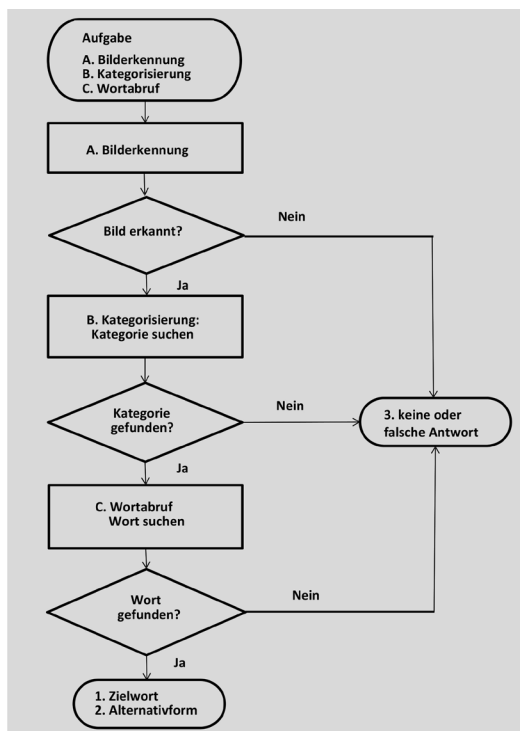 Aufgabe
A. Bilderkennung
B. Kategorisierung
C. Wortabruf
A. Bilderkennung
Bild erkannt?
Nein
Ja
B. Kategorisierung:
Kategorie suchen
Kategorie
gefunden?
Nein
3. keine oder
falsche Antwort
Ja
C. Wortabruf
Wort suchen
Wort
gefunden?
Nein
Ja
1. Zielwort
2. Alternativform